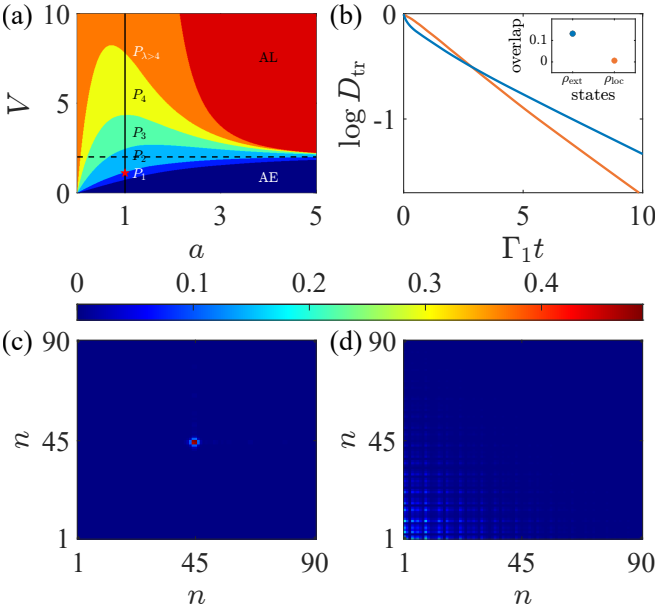 (a)
10
5
0
V
P_{λ>4}
P_4
P_3
P_2
P_1
AL
AE
1
3
5
a
(b)
0
-1
log D_tr
0
5
10
Γ_1 t
overlap
0.1
0
ρ_ext
ρ_loc
states
0
0.1
0.2
0.3
0.4
(c)
90
45
1
n
1
45
90
n
(d)
90
45
1
n
1
45
90
n